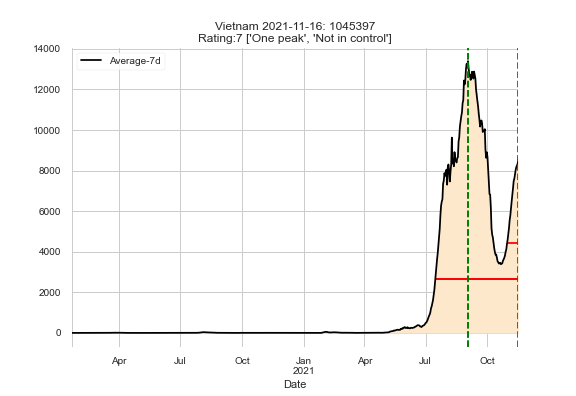 Vietnam 2021-11-16: 1045397
Rating:7 ['One peak', 'Not in control']
14000
Average-7d
12000
10000
8000
6000
4000
2000
0
Apr Jul Oct Jan Apr Jul Oct
2021
Date